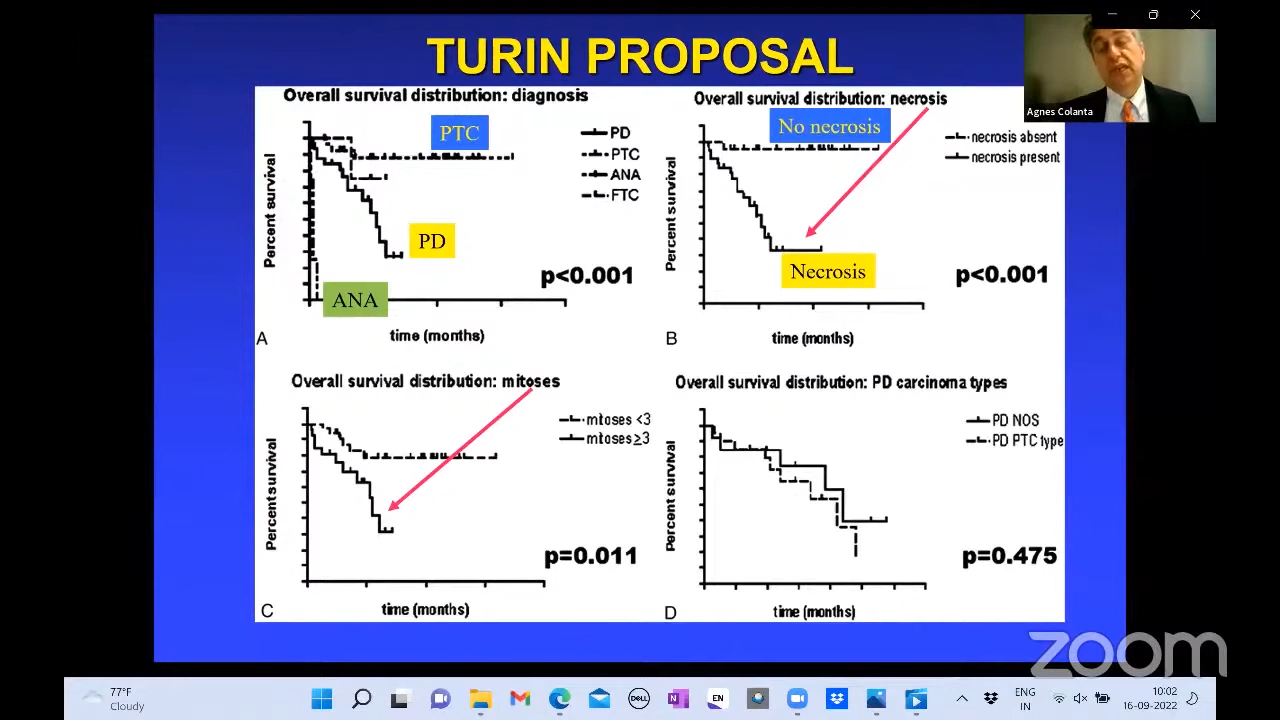 TURIN PROPOSAL
Agnes Colanta
Overall survival distribution: diagnosis
PTC
PD
PTC
ANA
FTC
Percent survival
PD
p<0.001
ANA
A
time (months)
Overall survival distribution: necrosis
No necrosis
necrosis absent
necrosis present
Percent survival
Necrosis
p<0.001
B
time (months)
Overall survival distribution: mitoses
mitoses <3
mitoses≥3
Percent survival
p=0.011
C
time (months)
Overall survival distribution: PD carcinoma types
PD NOS
PD PTC type
Percent survival
p=0.475
D
time (months)
zoom
77°F
DELL
EN
ENG
IN
10:02
16-09-2022